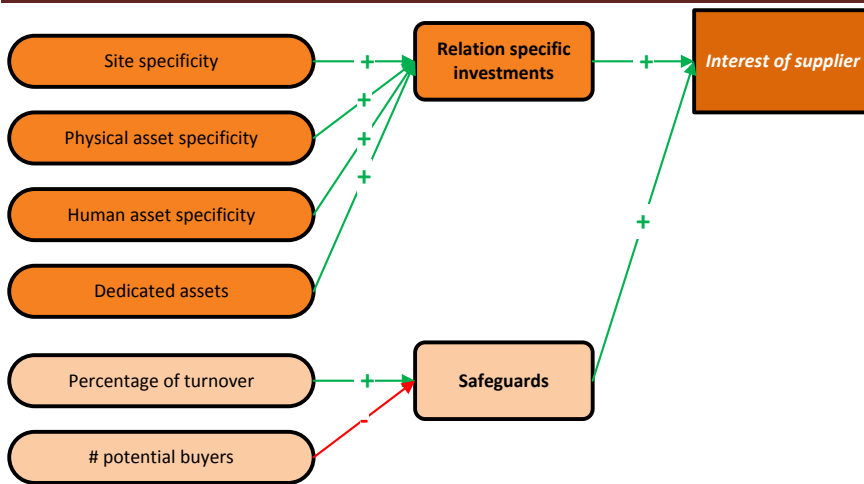 Site specificity
+
Relation specific
investments
+
Interest of supplier
+
Physical asset specificity
+
Human asset specificity
+
Dedicated assets
+
Percentage of turnover
+
Safeguards
-
# potential buyers